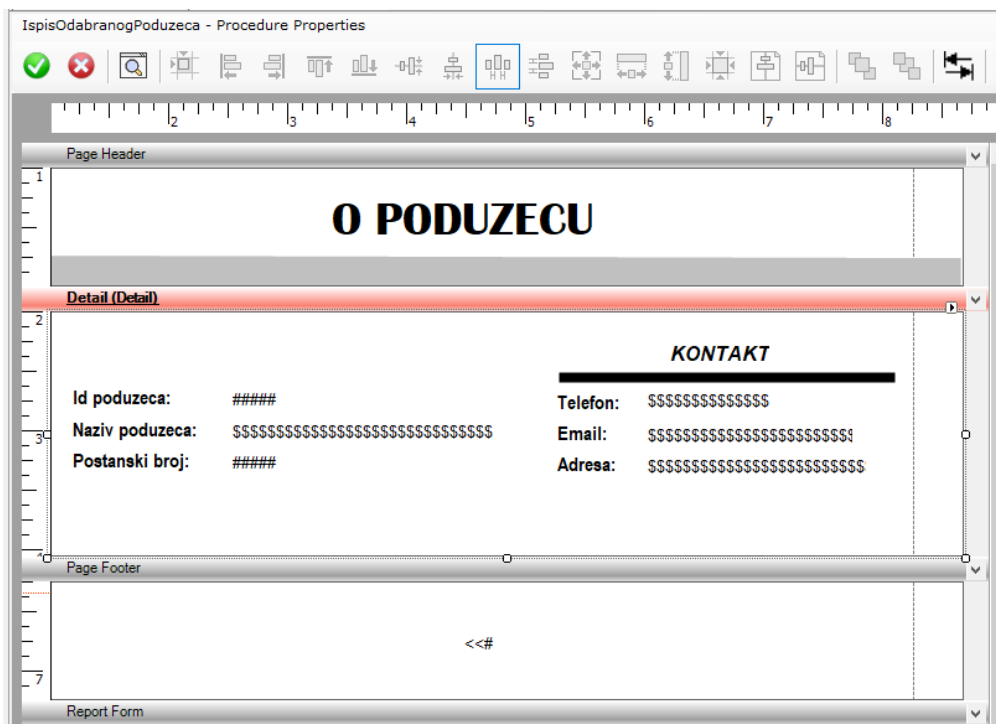 IspisOdabranogPoduzeca - Procedure Properties
2 3 4 5 6 7 8
Page Header
1
O PODUZECU
Detail (Detail)
2
KONTAKT
Id poduzeca: #####
Telefon: $$$$$$$$$$$$$$
Naziv poduzeca: $$$$$$$$$$$$$$$$$$$$$$$$$$$$$$
3
Email: $$$$$$$$$$$$$$$$$$$$$$$$
Postanski broj: #####
Adresa: $$$$$$$$$$$$$$$$$$$$$$$$$
Page Footer
<<#
7
Report Form